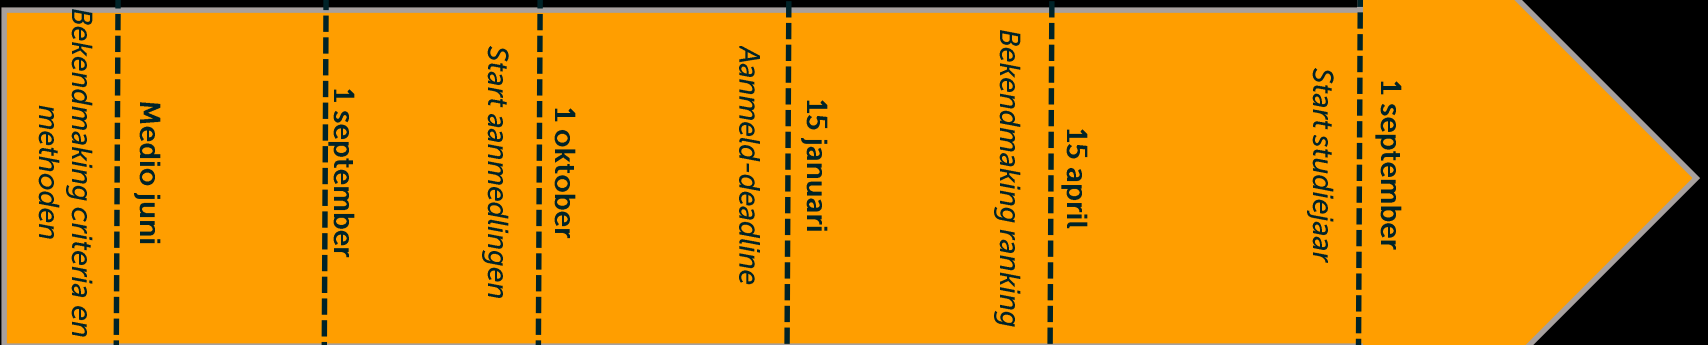 Bekendmaking criteria en
methoden
Medio juni
1 september
Start aanmedlingen
1 oktober
Aanmeld-deadline
15 januari
Bekendmaking ranking
15 april
Start studiejaar
1 september